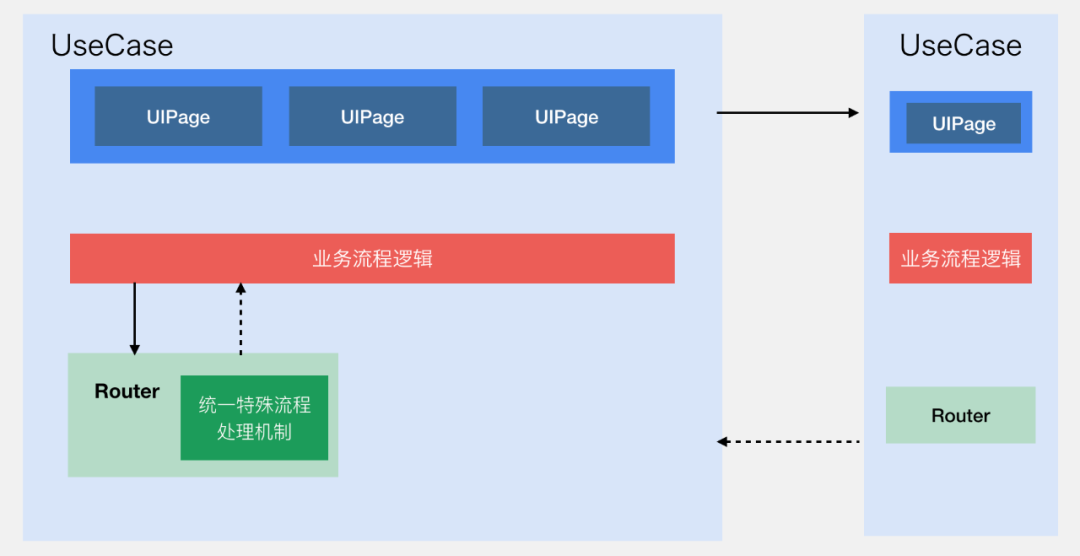 UseCase
UIPage
UIPage
UIPage
业务流程逻辑
Router
统一特殊流程
处理机制
UseCase
UIPage
业务流程逻辑
Router